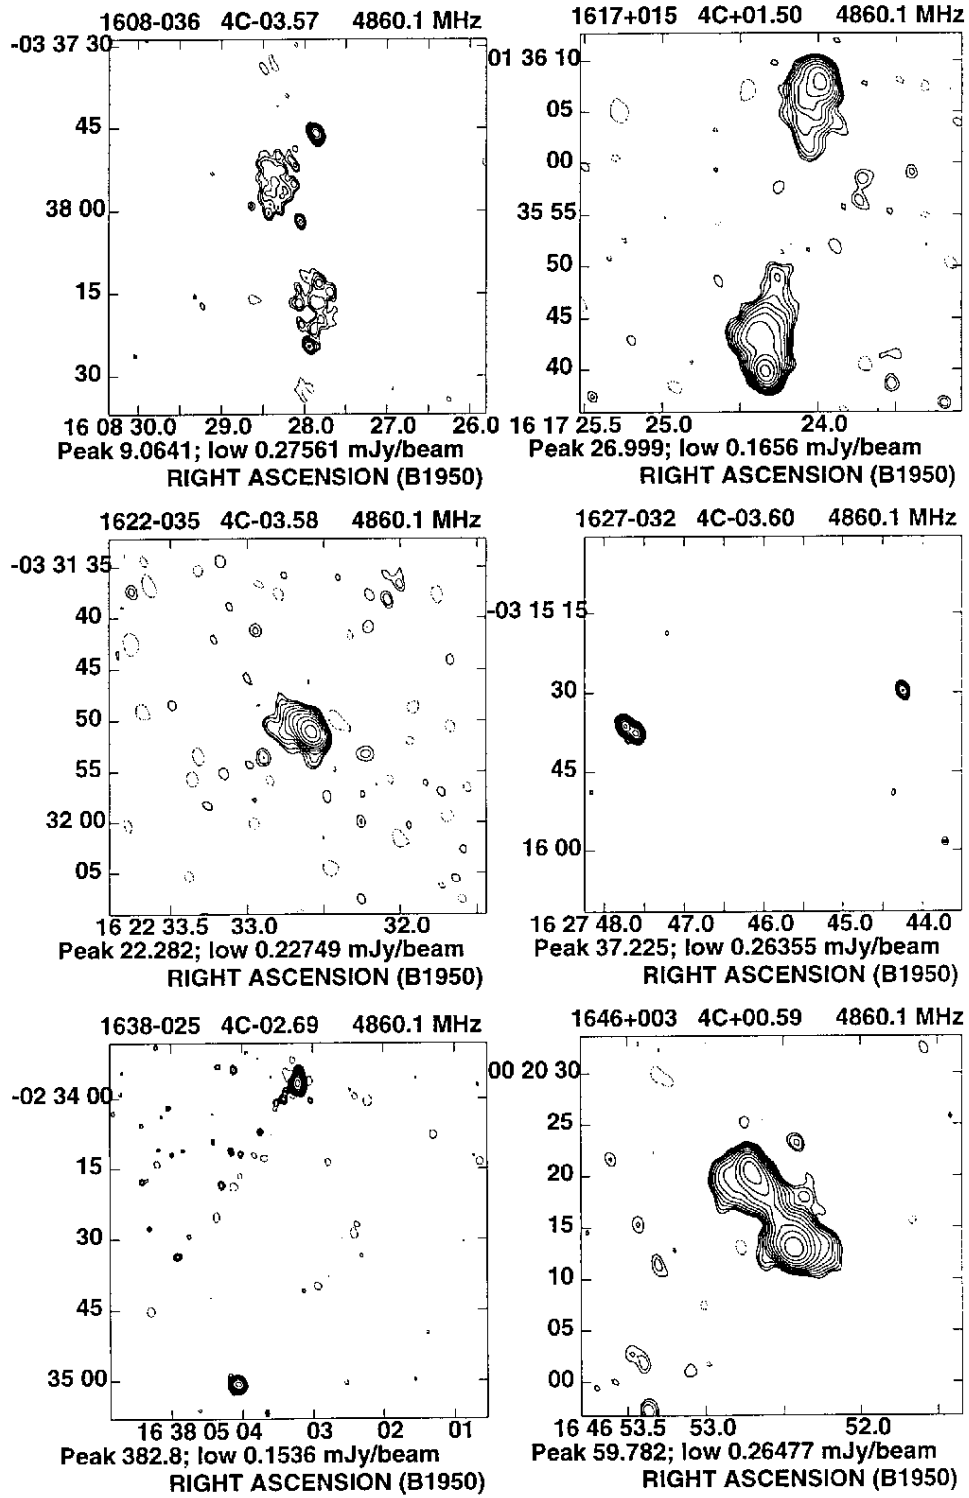 1608-036 4C-03.57 4860.1 MHz
-03 37 30
45
38 00
15
30
16 08 30.0 29.0 28.0 27.0 26.0
Peak 9.0641; low 0.27561 mJy/beam
RIGHT ASCENSION (B1950)
1617+015 4C+01.50 4860.1 MHz
01 36 10
05
00
35 55
50
45
40
16 17 25.5 25.0 24.5 24.0
Peak 26.999; low 0.1656 mJy/beam
RIGHT ASCENSION (B1950)
1622-035 4C-03.58 4860.1 MHz
-03 31 35
40
45
50
55
32 00
05
16 22 33.5 33.0 32.0
Peak 22.282; low 0.22749 mJy/beam
RIGHT ASCENSION (B1950)
1627-032 4C-03.60 4860.1 MHz
-03 15 15
30
45
16 00
16 27 48.0 47.0 46.0 45.0 44.0
Peak 37.225; low 0.26355 mJy/beam
RIGHT ASCENSION (B1950)
1638-025 4C-02.69 4860.1 MHz
-02 34 00
15
30
45
35 00
16 38 05 04 03 02 01
Peak 382.8; low 0.1536 mJy/beam
RIGHT ASCENSION (B1950)
1646+003 4C+00.59 4860.1 MHz
00 20 30
25
20
15
10
05
00
16 46 53.5 53.0 52.0
Peak 59.782; low 0.26477 mJy/beam
RIGHT ASCENSION (B1950)